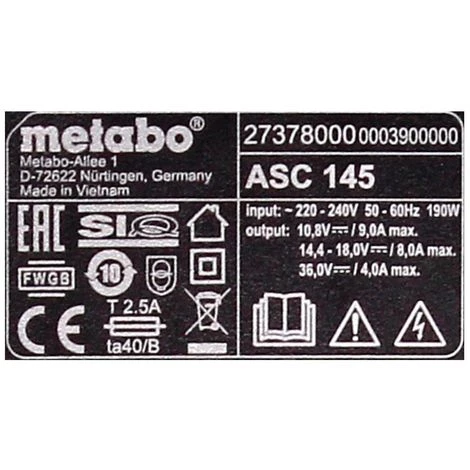 metabo®
Metabo-Allee 1
D-72622 Nürtingen, Germany
Made in Vietnam
EAC SIQ
FWGB 10
T 2.5A
CE ta40/B
27378000 0003900000
ASC 145
input: ~ 220 - 240V 50 - 60Hz 190W
output: 10,8V⎓/ 9,0A max.
14,4 - 18,0V⎓/ 8,0A max.
36,0V⎓/ 4,0A max.